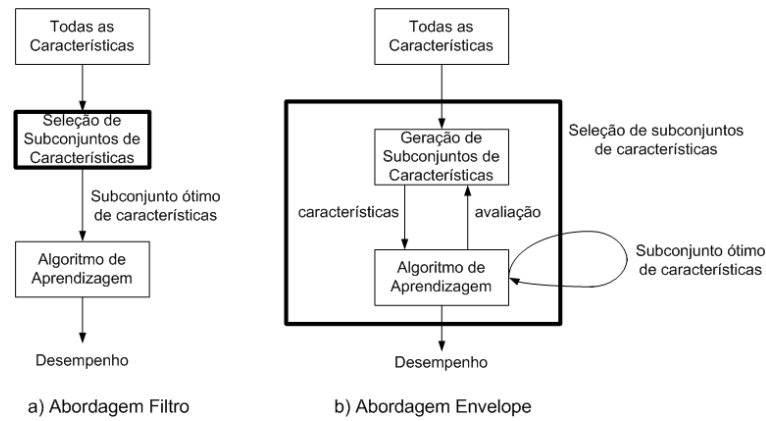 Todas as
Características
Seleção de
Subconjuntos de
Características
Subconjunto ótimo
de características
Algoritmo de
Aprendizagem
Desempenho
a) Abordagem Filtro
Todas as
Características
Geração de
Subconjuntos de
Características
Seleção de subconjuntos
de características
características
avaliação
Algoritmo de
Aprendizagem
Subconjunto ótimo
de características
Desempenho
b) Abordagem Envelope